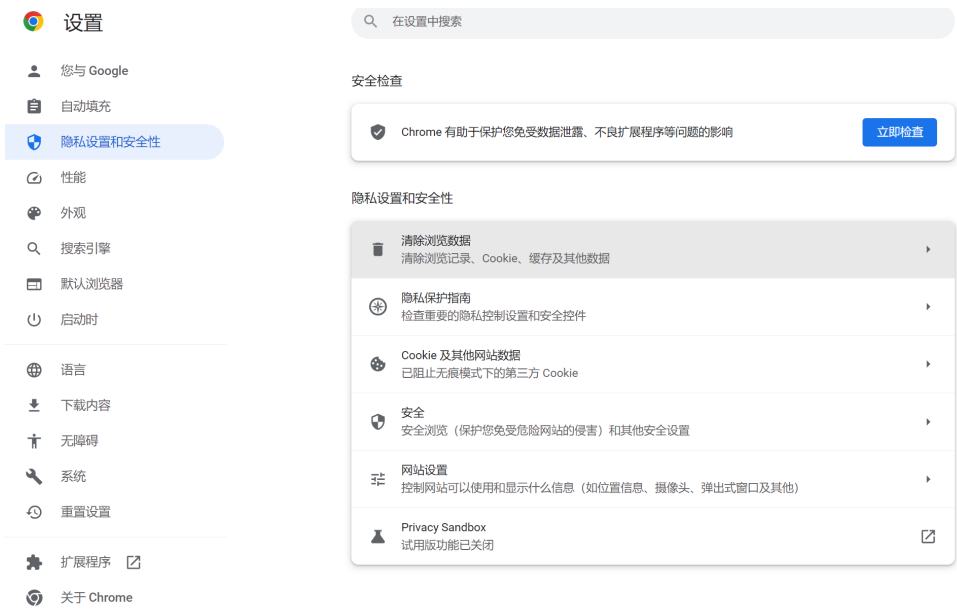 设置
在设置中搜索
您与 Google
自动填充
隐私设置和安全性
性能
外观
搜索引擎
默认浏览器
启动时
语言
下载内容
无障碍
系统
重置设置
扩展程序
关于 Chrome
安全检查
Chrome 有助于保护您免受数据泄露、不良扩展程序等问题的影响
立即检查
隐私设置和安全性
清除浏览数据
清除浏览记录、Cookie、缓存及其他数据
隐私保护指南
检查重要的隐私控制设置和安全控件
Cookie 及其他网站数据
已阻止无痕模式下的第三方 Cookie
安全
安全浏览（保护您免受危险网站的侵害）和其他安全设置
网站设置
控制网站可以使用和显示什么信息（如位置信息、摄像头、弹出式窗口及其他）
Privacy Sandbox
试用版功能已关闭